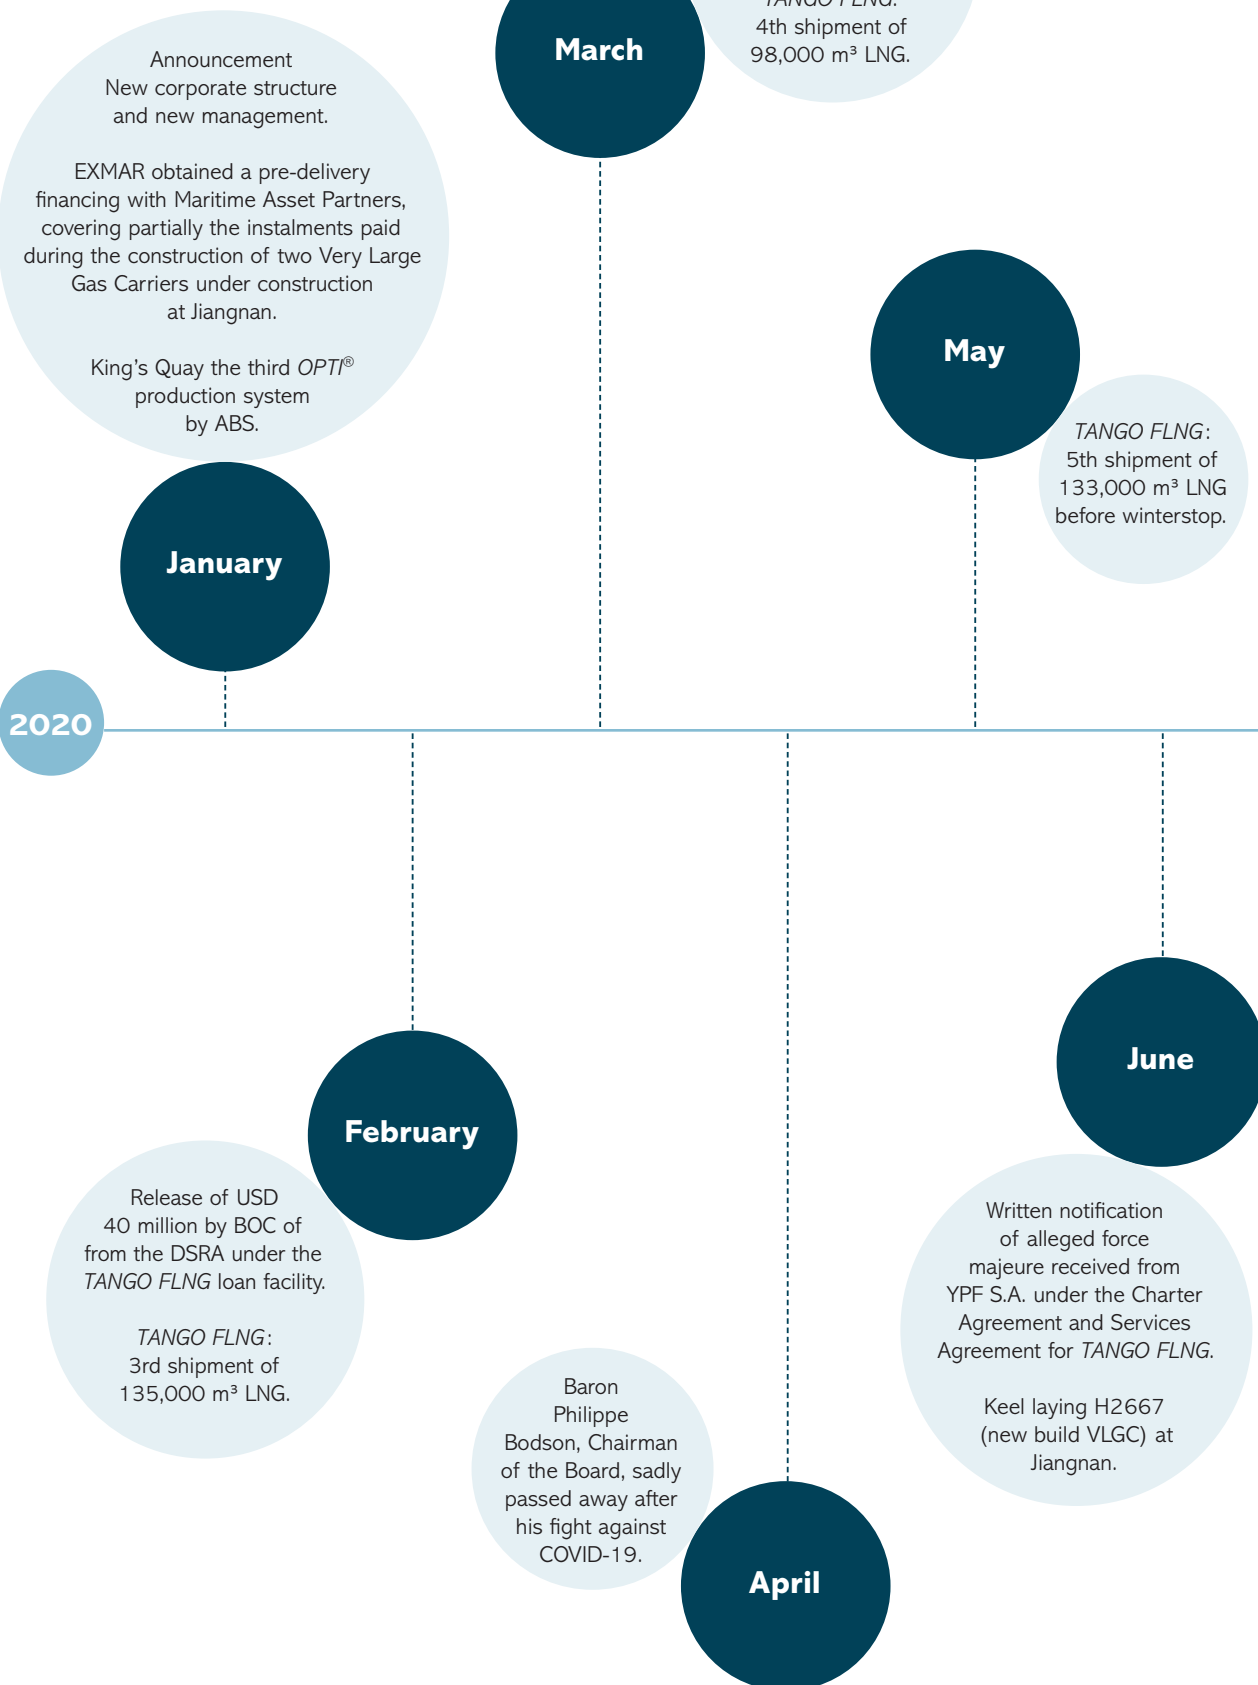 TANGO FLNG:
4th shipment of
98,000 m³ LNG.
March
Announcement
New corporate structure
and new management.
EXMAR obtained a pre-delivery
financing with Maritime Asset Partners,
covering partially the instalments paid
during the construction of two Very Large
Gas Carriers under construction
at Jiangnan.
King's Quay the third OPTI®
production system
by ABS.
January
May
TANGO FLNG:
5th shipment of
133,000 m³ LNG
before winterstop.
2020
February
Release of USD
40 million by BOC of
from the DSRA under the
TANGO FLNG loan facility.
TANGO FLNG:
3rd shipment of
135,000 m³ LNG.
Baron
Philippe
Bodson, Chairman
of the Board, sadly
passed away after
his fight against
COVID-19.
April
June
Written notification
of alleged force
majeure received from
YPF S.A. under the Charter
Agreement and Services
Agreement for TANGO FLNG.
Keel laying H2667
(new build VLGC) at
Jiangnan.